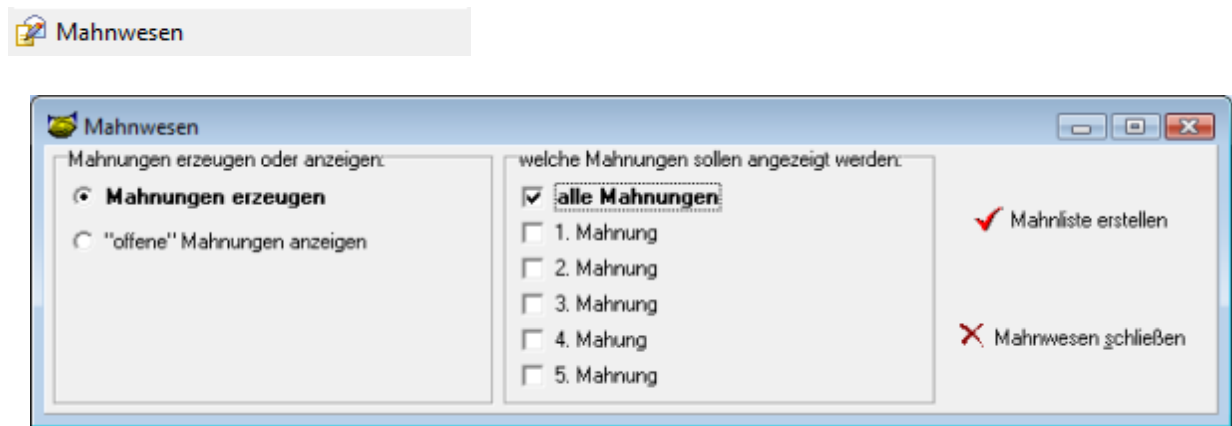 Mahnwesen
Mahnwesen
Mahnungen erzeugen oder anzeigen:
Mahnungen erzeugen
"offene" Mahnungen anzeigen
welche Mahnungen sollen angezeigt werden:
alle Mahnungen
1. Mahnung
2. Mahnung
3. Mahnung
4. Mahung
5. Mahnung
Mahnliste erstellen
Mahnwesen schließen